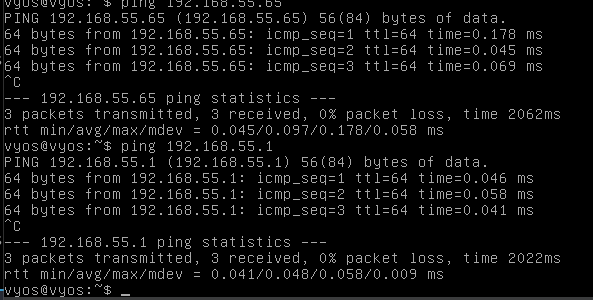 vyos@vyos:~$ ping 192.168.55.65
PING 192.168.55.65 (192.168.55.65) 56(84) bytes of data.
64 bytes from 192.168.55.65: icmp_seq=1 ttl=64 time=0.178 ms
64 bytes from 192.168.55.65: icmp_seq=2 ttl=64 time=0.045 ms
64 bytes from 192.168.55.65: icmp_seq=3 ttl=64 time=0.069 ms
^C
--- 192.168.55.65 ping statistics ---
3 packets transmitted, 3 received, 0% packet loss, time 2062ms
rtt min/avg/max/mdev = 0.045/0.097/0.178/0.058 ms
vyos@vyos:~$ ping 192.168.55.1
PING 192.168.55.1 (192.168.55.1) 56(84) bytes of data.
64 bytes from 192.168.55.1: icmp_seq=1 ttl=64 time=0.046 ms
64 bytes from 192.168.55.1: icmp_seq=2 ttl=64 time=0.058 ms
64 bytes from 192.168.55.1: icmp_seq=3 ttl=64 time=0.041 ms
^C
--- 192.168.55.1 ping statistics ---
3 packets transmitted, 3 received, 0% packet loss, time 2022ms
rtt min/avg/max/mdev = 0.041/0.048/0.058/0.009 ms
vyos@vyos:~$ _